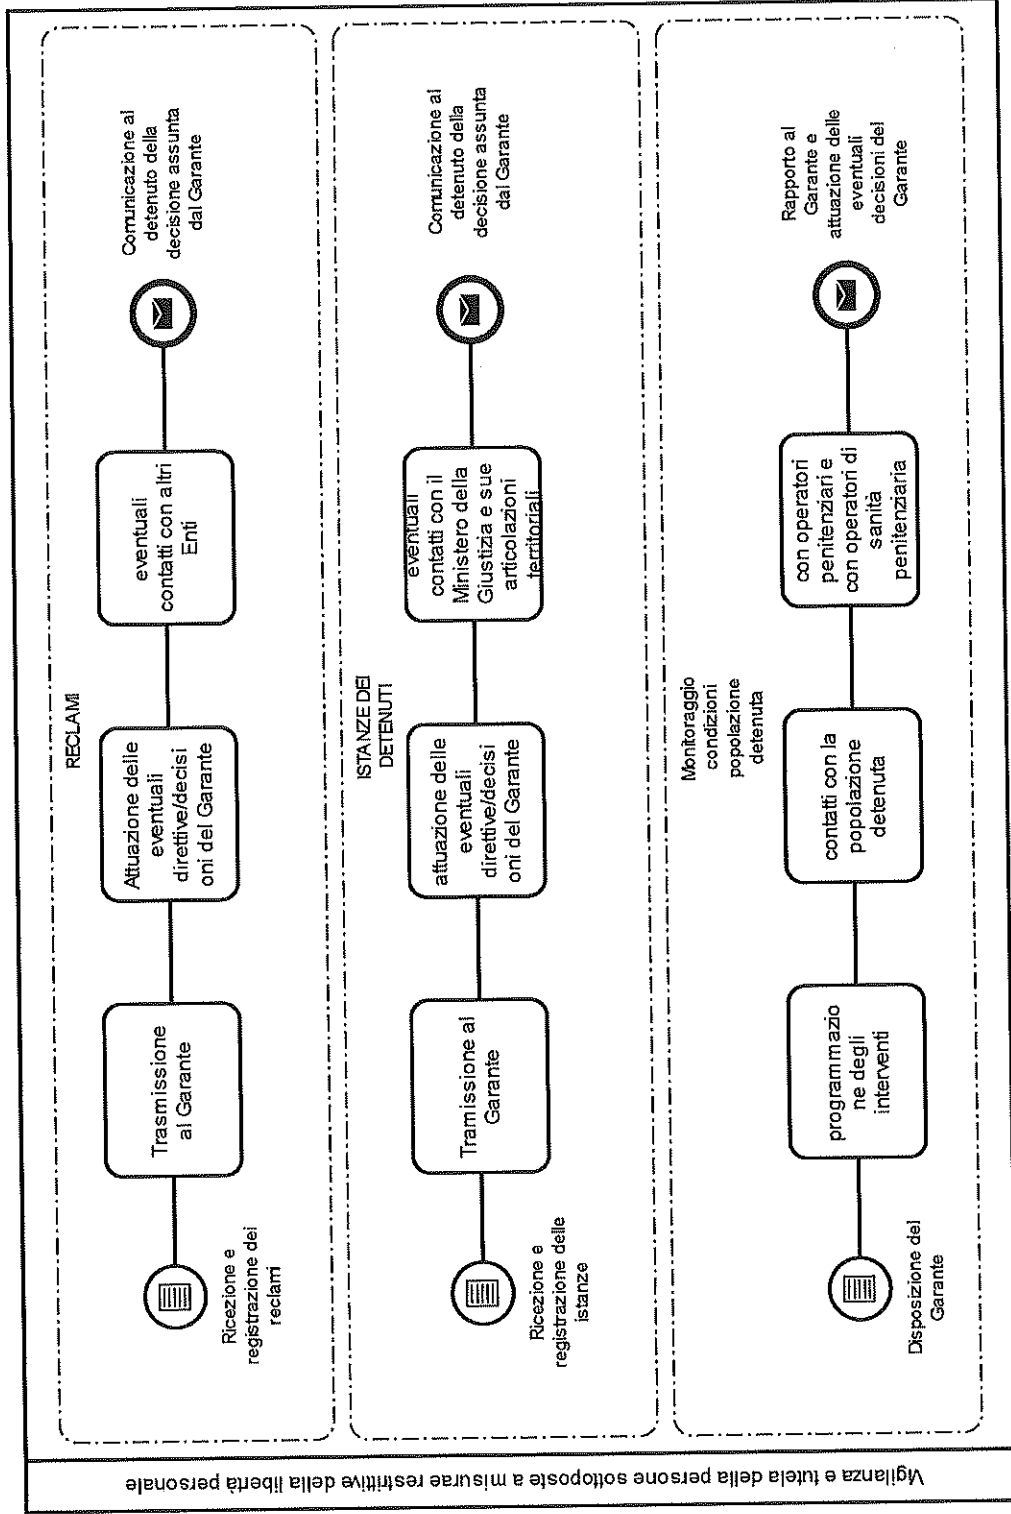 Vigilanza e tutela della persone sottoposte a misurae restrittive della libertà personale
RECLAMI
Ricezione e
registrazione dei
reclami
Trasmissione
al Garante
Attuazione delle
eventuali
direttive/decisi
oni del Garante
eventuali
contatti con altri
Enti
Comunicazione al
detenuto della
decisione assunta
dal Garante
ISTANZE DEI
DETENUTI
Ricezione e
registrazione delle
istanze
Tramissione al
Garante
attuazione delle
eventuali
direttive/decisi
oni del Garante
eventuali
contatti con il
Ministero della
Giustizia e sue
articolazioni
territoriali
Comunicazione al
detenuto della
decisione assunta
dal Garante
Monitoraggio
condizioni
popolazione
detenuta
Disposizione del
Garante
programmazio
ne degli
interventi
contatti con la
popolazione
detenuta
con operatori
penitenziari e
con operatori di
sanità
penitenziaria
Rapporto al
Garante e
attuazione delle
eventuali
decisioni del
Garante